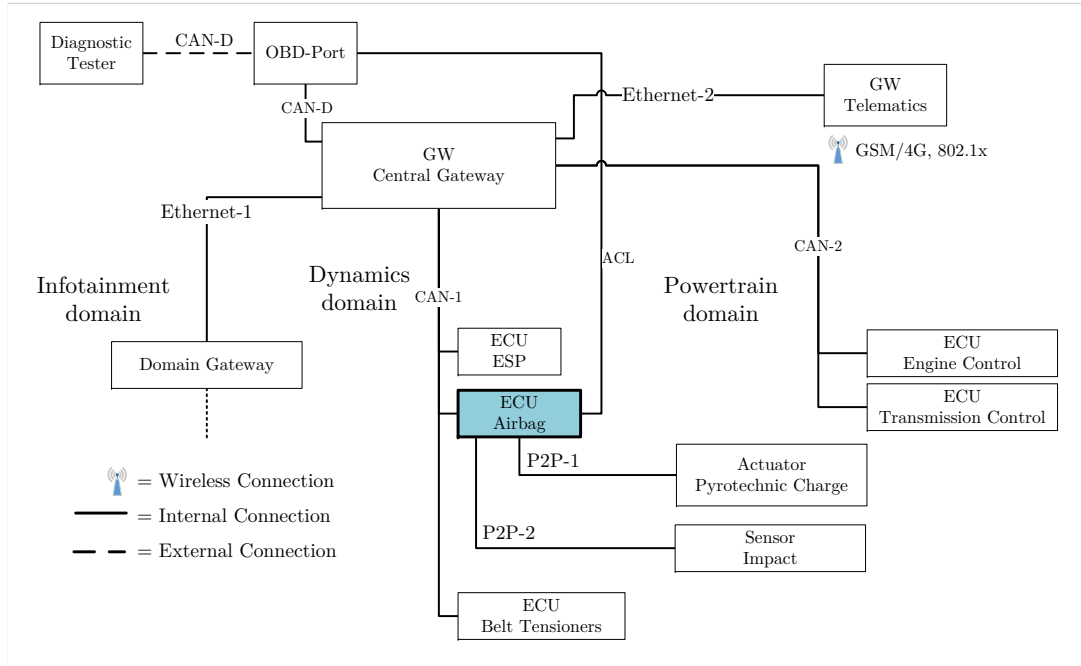 Diagnostic
Tester
CAN-D
OBD-Port
CAN-D
Ethernet-2
GW
Telematics
GSM/4G, 802.1x
GW
Central Gateway
Ethernet-1
CAN-2
ACL
Infotainment
domain
Dynamics
domain
CAN-1
Powertrain
domain
Domain Gateway
ECU
ESP
ECU
Engine Control
ECU
Airbag
ECU
Transmission Control
P2P-1
Actuator
Pyrotechnic Charge
= Wireless Connection
= Internal Connection
= External Connection
P2P-2
Sensor
Impact
ECU
Belt Tensioners